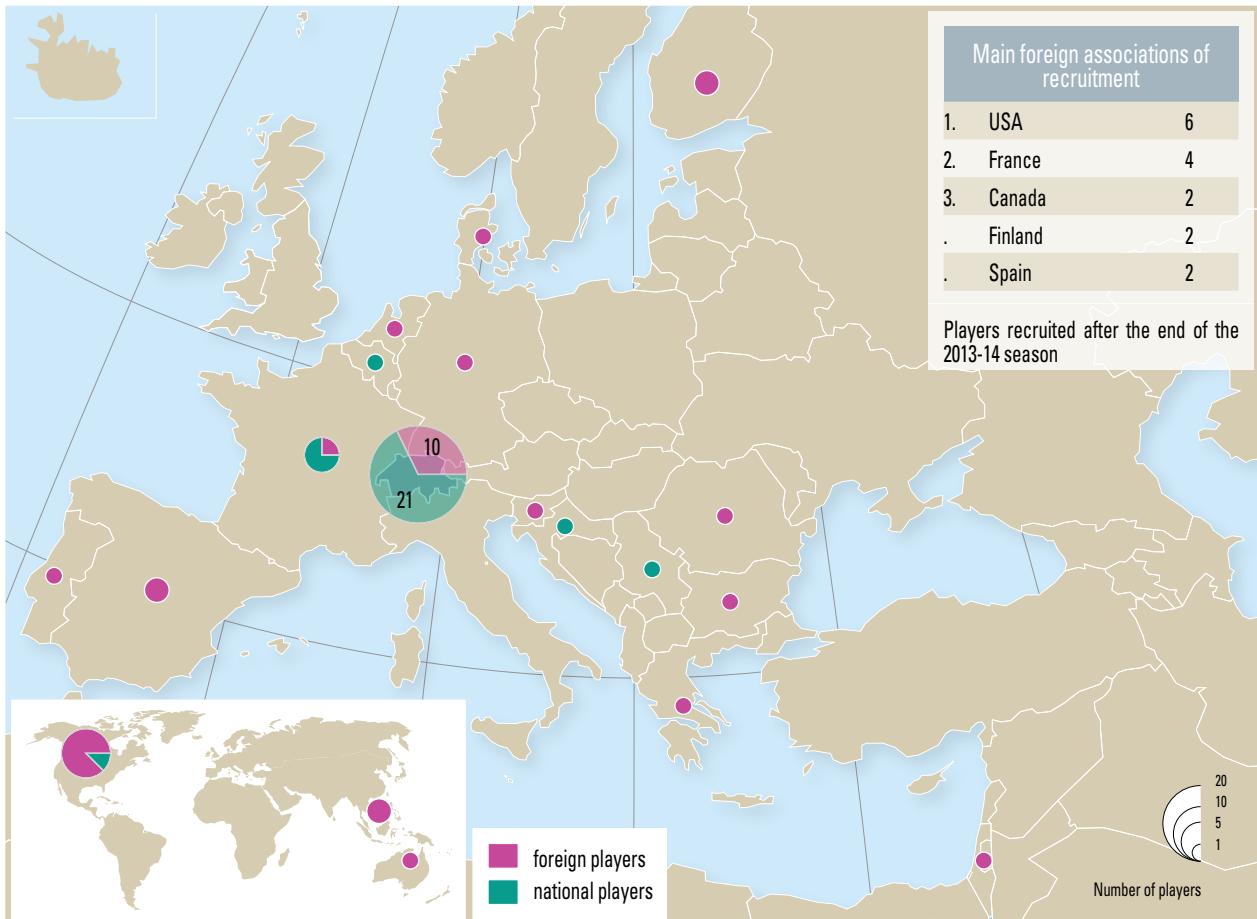 Main foreign associations of
recruitment
1. USA 6
2. France 4
3. Canada 2
. Finland 2
. Spain 2
Players recruited after the end of the
2013-14 season
10
21
foreign players
national players
20
10
5
1
Number of players